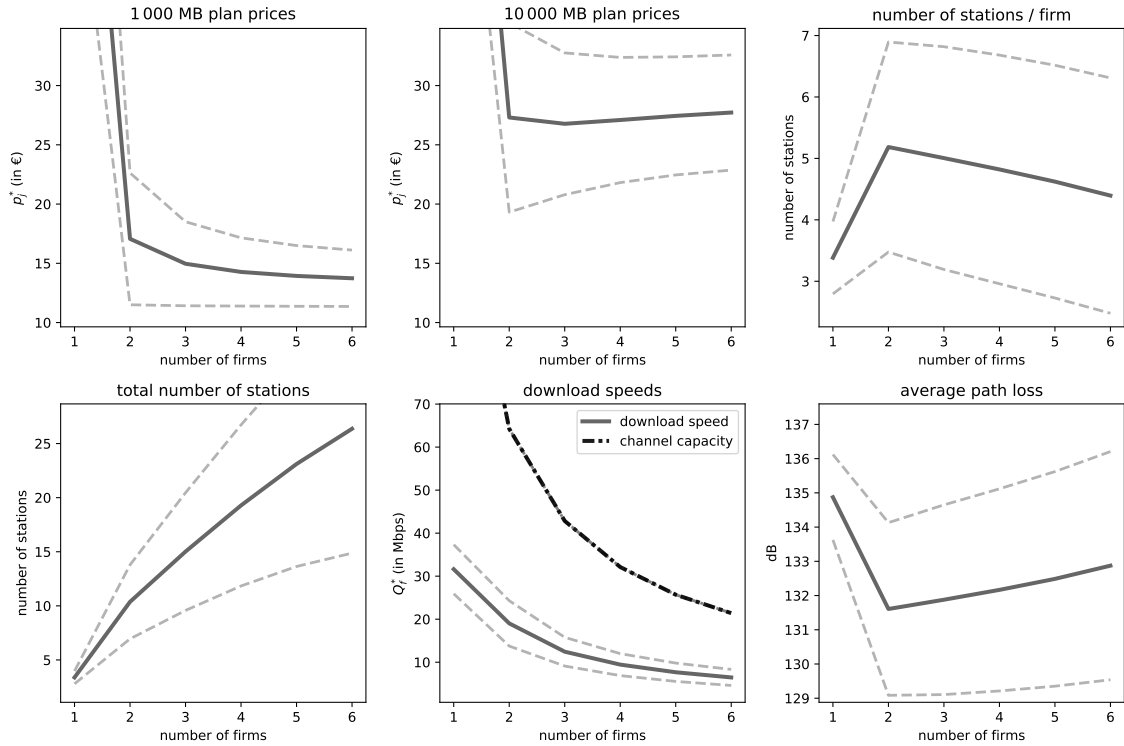 1 000 MB plan prices
p*j (in €)
30
25
20
15
10
1 2 3 4 5 6
number of firms
10 000 MB plan prices
p*j (in €)
30
25
20
15
10
1 2 3 4 5 6
number of firms
number of stations / firm
number of stations
7
6
5
4
3
1 2 3 4 5 6
number of firms
total number of stations
number of stations
25
20
15
10
5
1 2 3 4 5 6
number of firms
download speeds
Q*f (in Mbps)
70
60
50
40
30
20
10
download speed
channel capacity
1 2 3 4 5 6
number of firms
average path loss
dB
137
136
135
134
133
132
131
130
129
1 2 3 4 5 6
number of firms